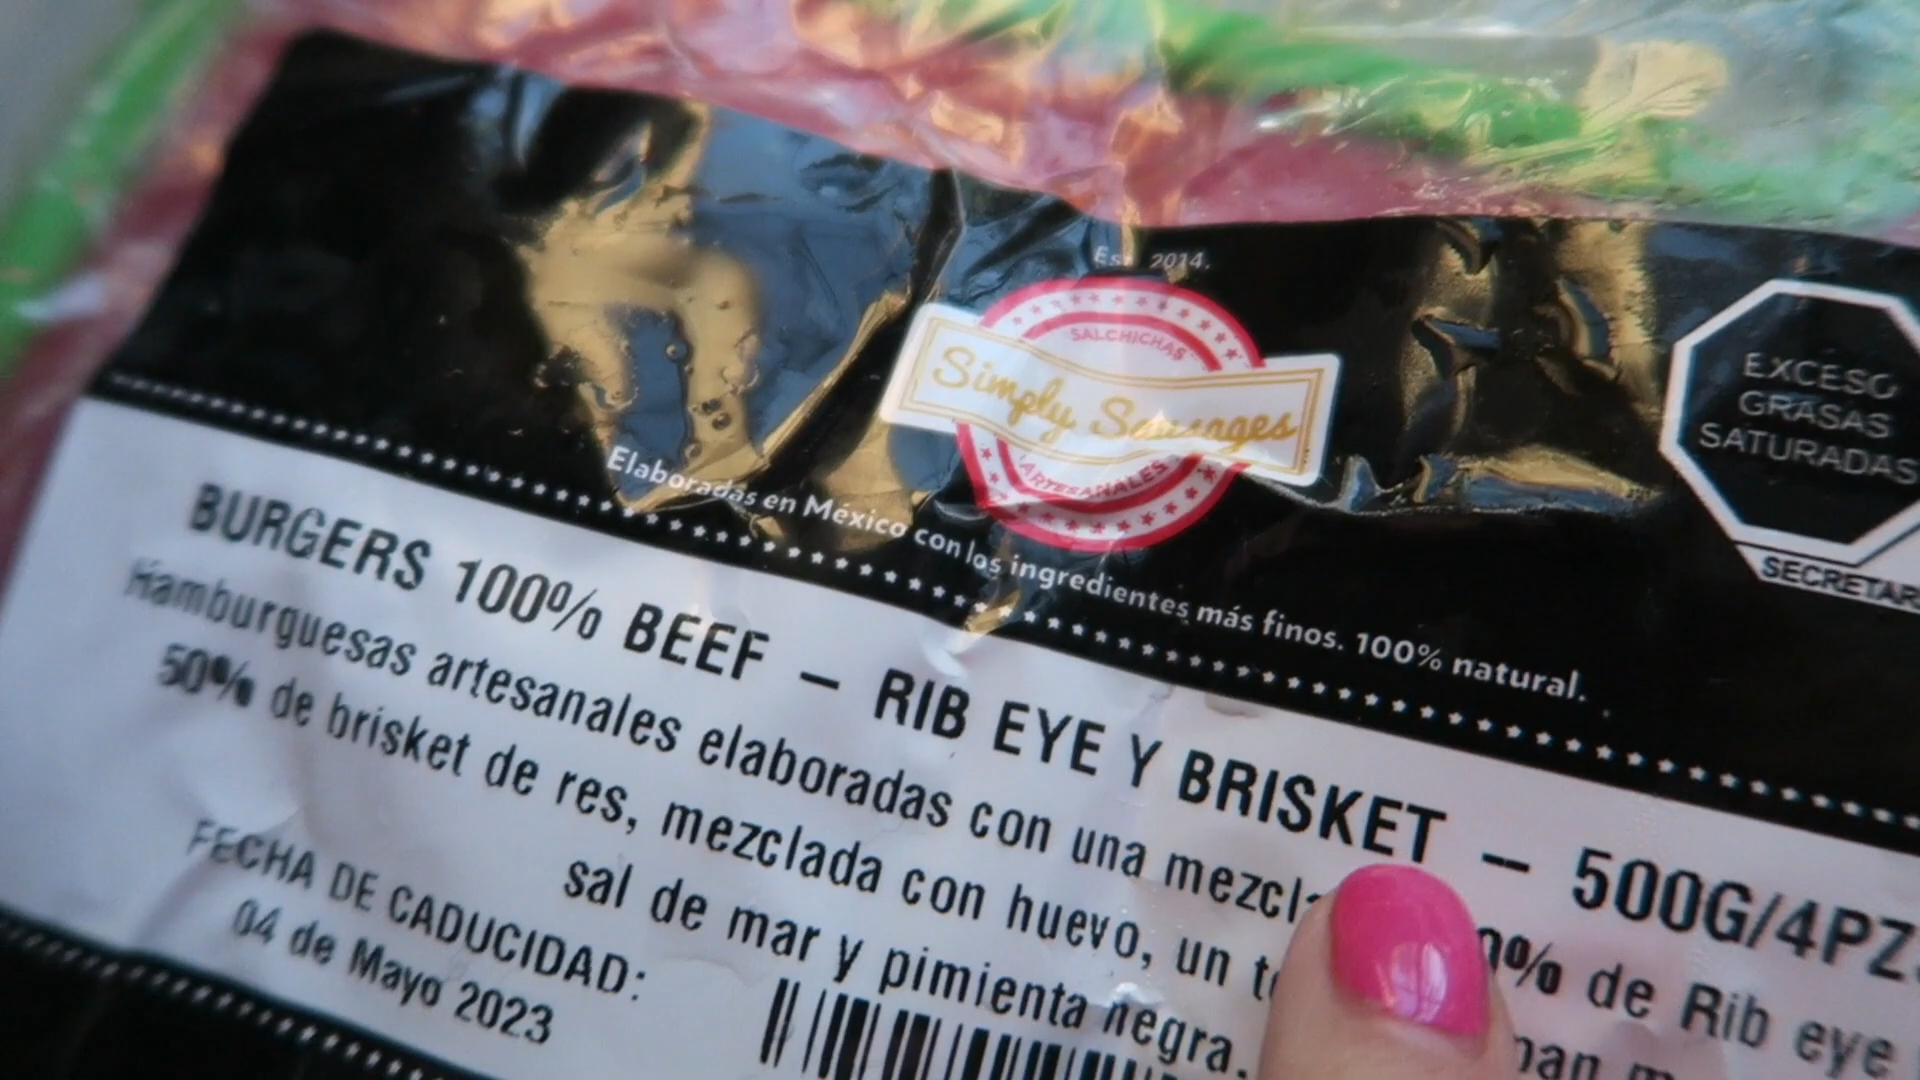 Est. 2014.
SALCHICHAS
Simply Sausages
ARTESANALES
EXCESO
GRASAS
SATURADAS
Elaboradas en México con los ingredientes más finos. 100% natural.
BURGERS 100% BEEF – RIB EYE Y BRISKET – 500G/4PZ
Hamburguesas artesanales elaboradas con una de Rib eye
50% de brisket de res, mezclada con huevo, un
sal de mar y pimienta negra.
FECHA DE CADUCIDAD:
04 de Mayo 2023